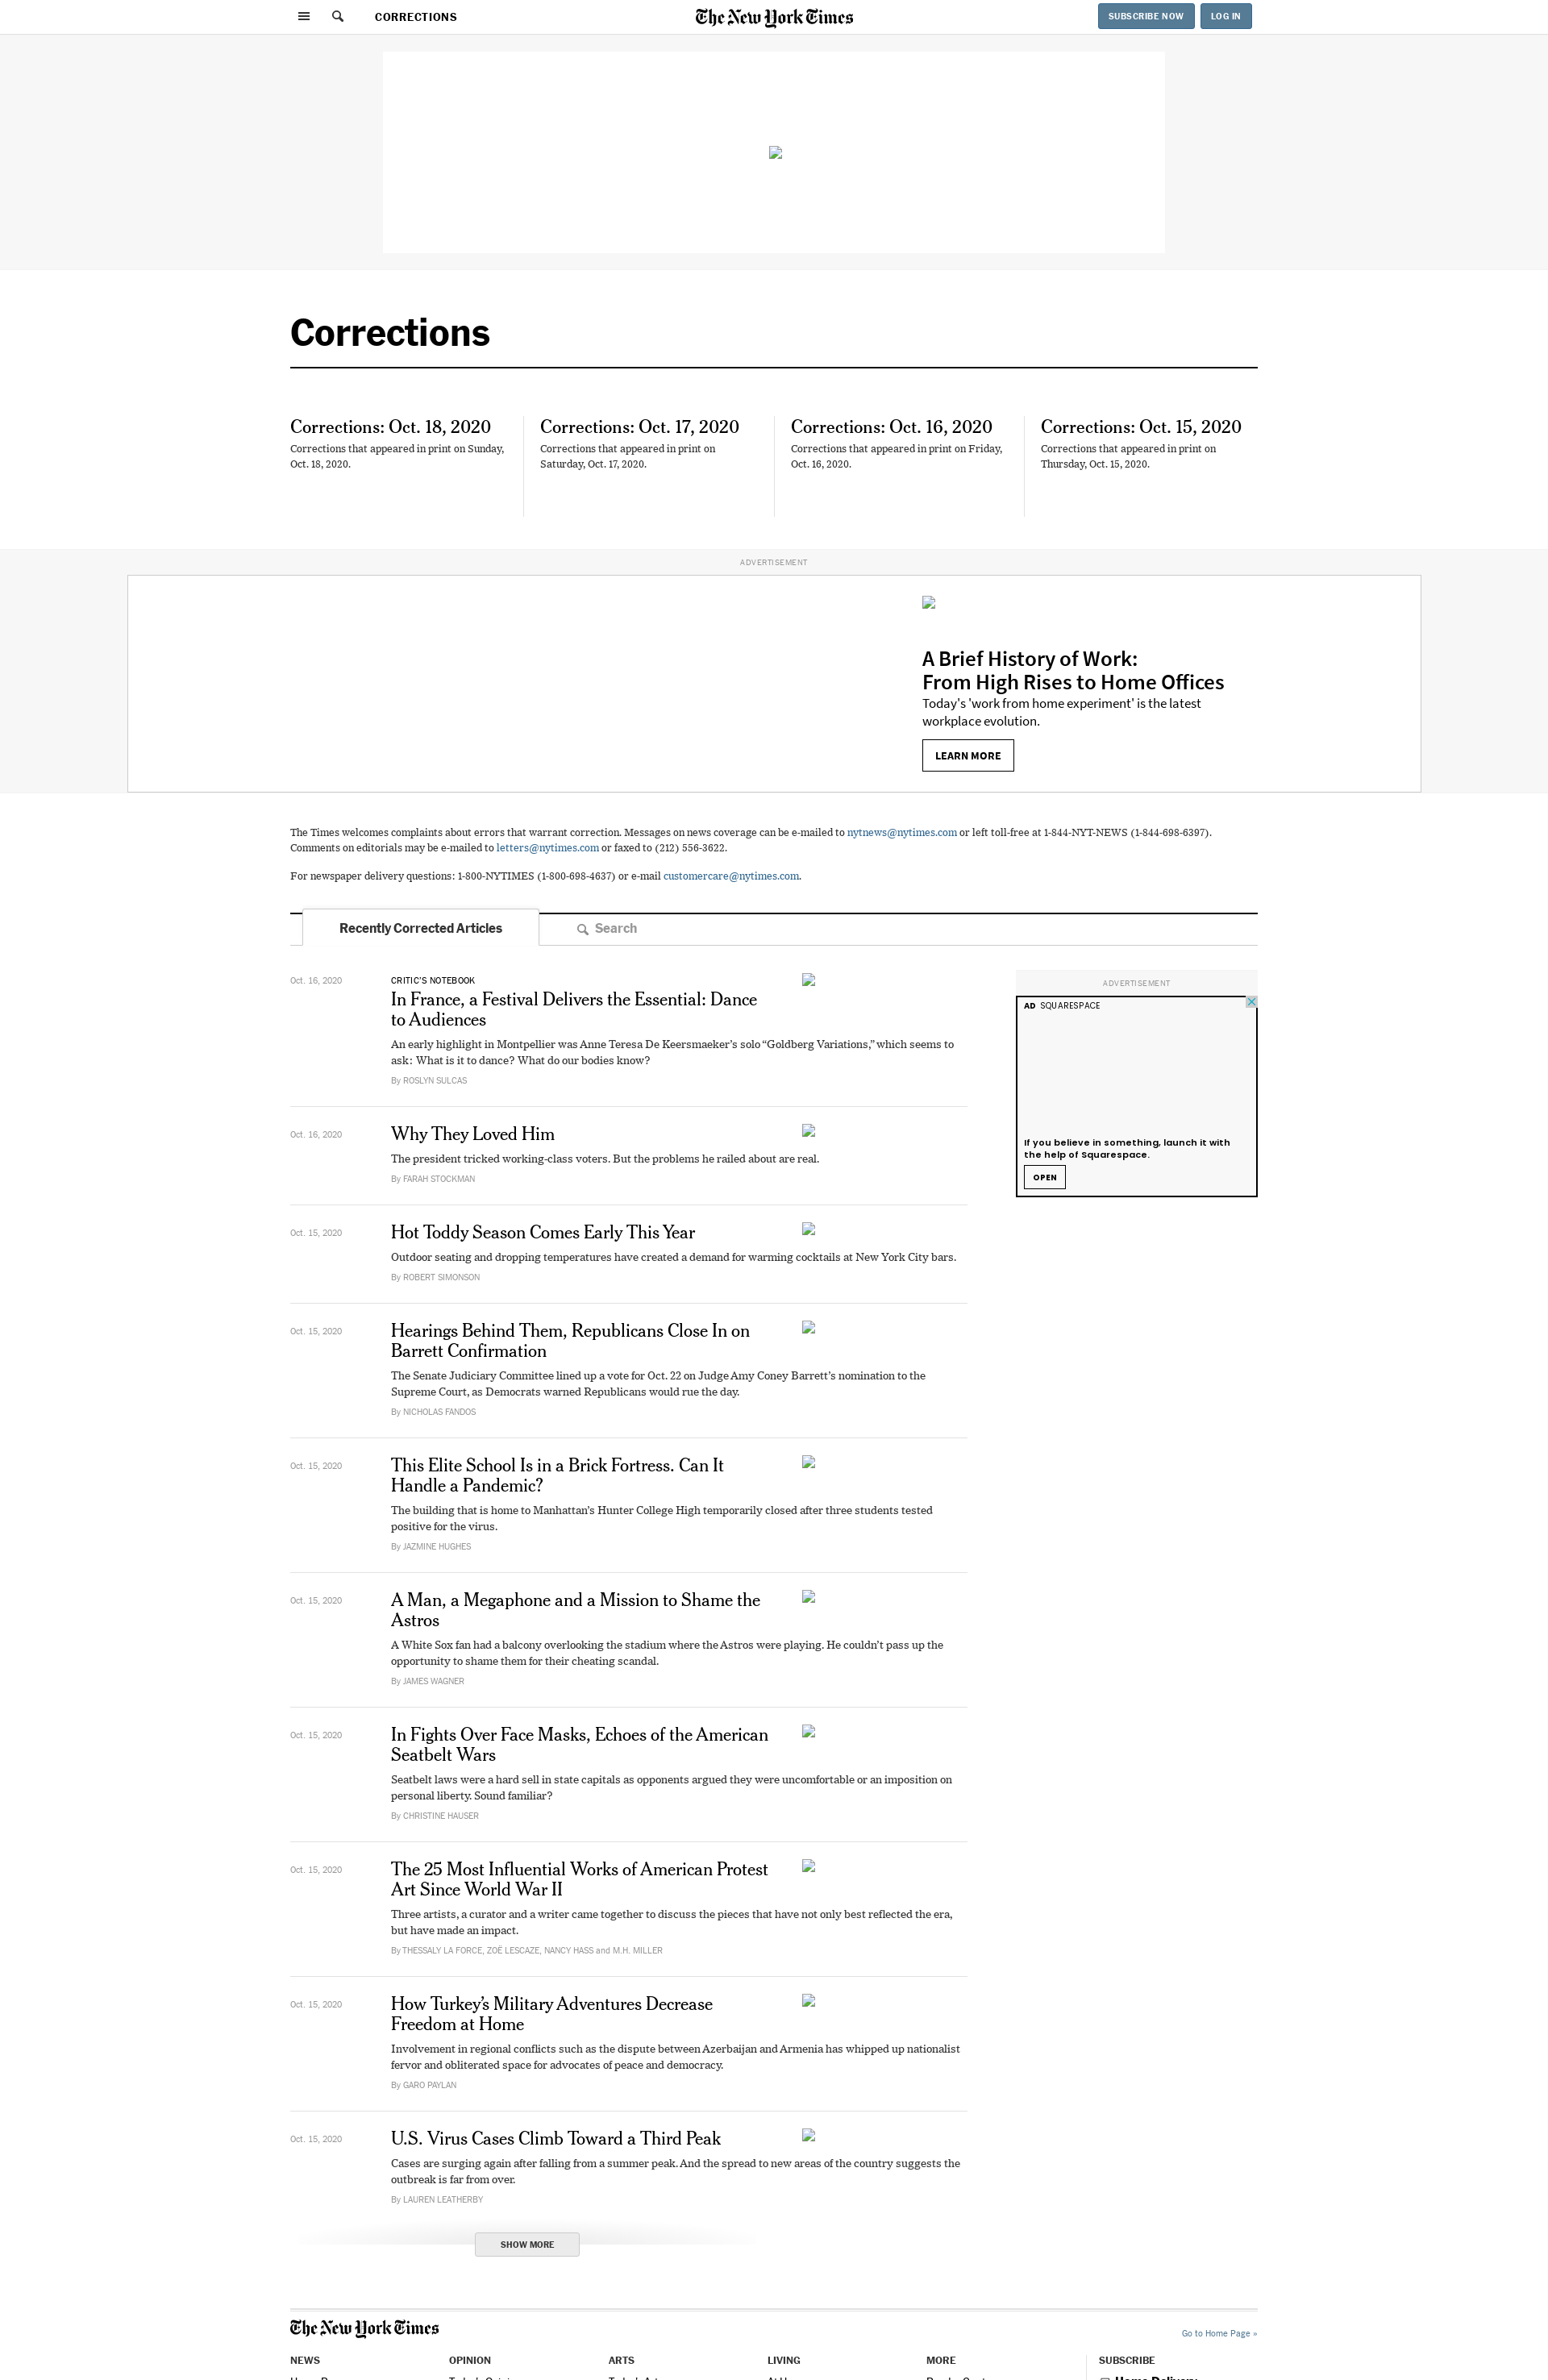 CORRECTIONS
The New York Times
SUBSCRIBE NOW
LOG IN
Corrections
Corrections: Oct. 18, 2020
Corrections that appeared in print on Sunday,
Oct. 18, 2020.
Corrections: Oct. 17, 2020
Corrections that appeared in print on
Saturday, Oct. 17, 2020.
Corrections: Oct. 16, 2020
Corrections that appeared in print on Friday,
Oct. 16, 2020.
Corrections: Oct. 15, 2020
Corrections that appeared in print on
Thursday, Oct. 15, 2020.
ADVERTISEMENT
A Brief History of Work:
From High Rises to Home Offices
Today's 'work from home experiment' is the latest
workplace evolution.
LEARN MORE
The Times welcomes complaints about errors that warrant correction. Messages on news coverage can be e-mailed to nytnews@nytimes.com or left toll-free at 1-844-NYT-NEWS (1-844-698-6397).
Comments on editorials may be e-mailed to letters@nytimes.com or faxed to (212) 556-3622.
For newspaper delivery questions: 1-800-NYTIMES (1-800-698-4637) or e-mail customercare@nytimes.com.
Recently Corrected Articles
Search
Oct. 16, 2020
CRITIC'S NOTEBOOK
In France, a Festival Delivers the Essential: Dance
to Audiences
An early highlight in Montpellier was Anne Teresa De Keersmaeker's solo “Goldberg Variations,” which seems to
ask: What is it to dance? What do our bodies know?
By ROSLYN SULCAS
ADVERTISEMENT
AD SQUARESPACE
If you believe in something, launch it with
the help of Squarespace.
OPEN
Oct. 16, 2020
Why They Loved Him
The president tricked working-class voters. But the problems he railed about are real.
By FARAH STOCKMAN
Oct. 15, 2020
Hot Toddy Season Comes Early This Year
Outdoor seating and dropping temperatures have created a demand for warming cocktails at New York City bars.
By ROBERT SIMONSON
Oct. 15, 2020
Hearings Behind Them, Republicans Close In on
Barrett Confirmation
The Senate Judiciary Committee lined up a vote for Oct. 22 on Judge Amy Coney Barrett’s nomination to the
Supreme Court, as Democrats warned Republicans would rue the day.
By NICHOLAS FANDOS
Oct. 15, 2020
This Elite School Is in a Brick Fortress. Can It
Handle a Pandemic?
The building that is home to Manhattan’s Hunter College High temporarily closed after three students tested
positive for the virus.
By JAZMINE HUGHES
Oct. 15, 2020
A Man, a Megaphone and a Mission to Shame the
Astros
A White Sox fan had a balcony overlooking the stadium where the Astros were playing. He couldn’t pass up the
opportunity to shame them for their cheating scandal.
By JAMES WAGNER
Oct. 15, 2020
In Fights Over Face Masks, Echoes of the American
Seatbelt Wars
Seatbelt laws were a hard sell in state capitals as opponents argued they were uncomfortable or an imposition on
personal liberty. Sound familiar?
By CHRISTINE HAUSER
Oct. 15, 2020
The 25 Most Influential Works of American Protest
Art Since World War II
Three artists, a curator and a writer came together to discuss the pieces that have not only best reflected the era,
but have made an impact.
By THESSALY LA FORCE, ZOË LESCAZE, NANCY HASS and M.H. MILLER
Oct. 15, 2020
How Turkey’s Military Adventures Decrease
Freedom at Home
Involvement in regional conflicts such as the dispute between Azerbaijan and Armenia has whipped up nationalist
fervor and obliterated space for advocates of peace and democracy.
By GARO PAYLAN
Oct. 15, 2020
U.S. Virus Cases Climb Toward a Third Peak
Cases are surging again after falling from a summer peak. And the spread to new areas of the country suggests the
outbreak is far from over.
By LAUREN LEATHERBY
SHOW MORE
The New York Times
Go to Home Page »
NEWS
OPINION
ARTS
LIVING
MORE
SUBSCRIBE